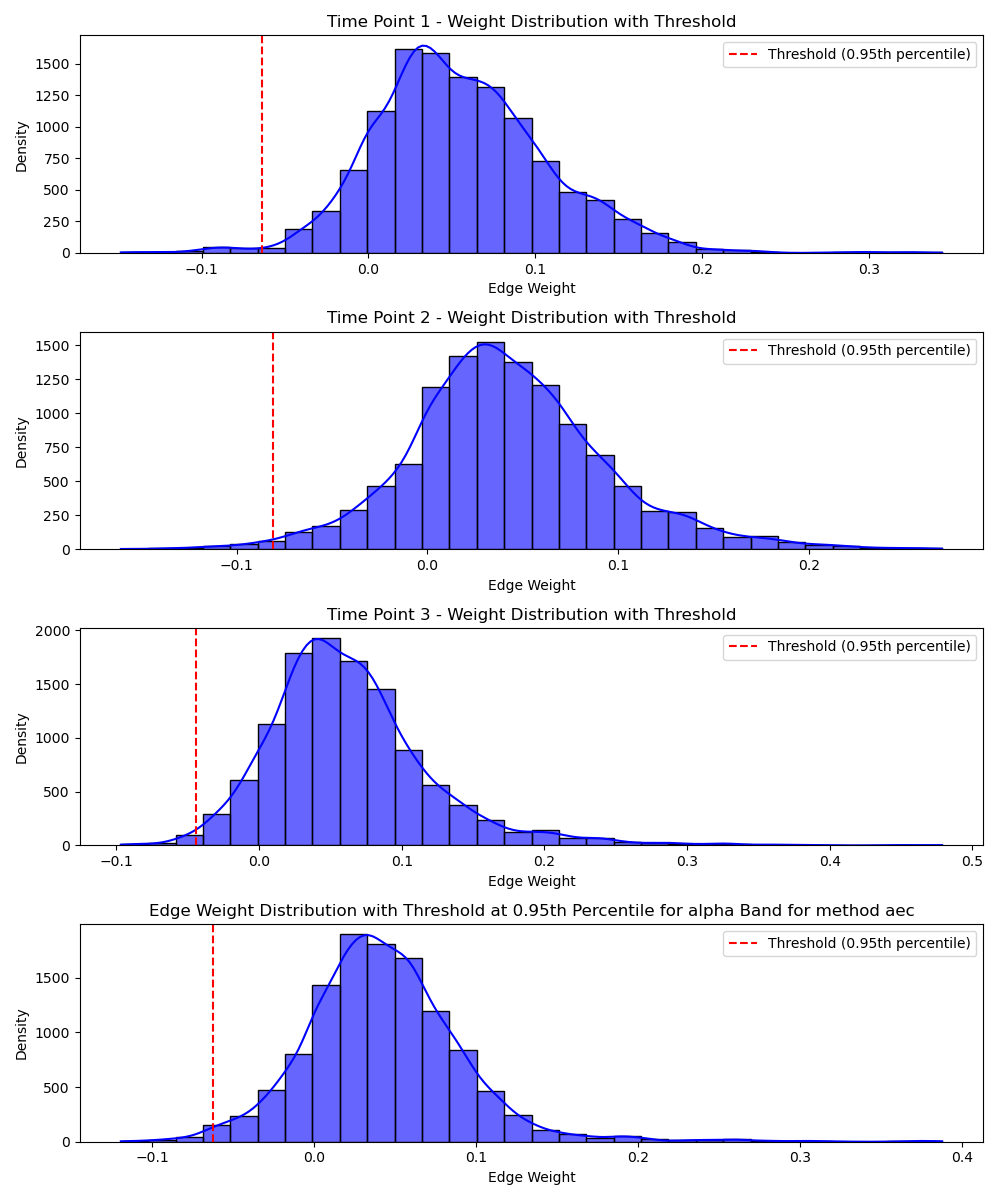 Time Point 1 - Weight Distribution with Threshold
Threshold (0.95th percentile)
Density
1500
1250
1000
750
500
250
0
−0.1 0.0 0.1 0.2 0.3
Edge Weight
Time Point 2 - Weight Distribution with Threshold
Threshold (0.95th percentile)
Density
1500
1250
1000
750
500
250
0
−0.1 0.0 0.1 0.2
Edge Weight
Time Point 3 - Weight Distribution with Threshold
Threshold (0.95th percentile)
Density
2000
1500
1000
500
0
−0.1 0.0 0.1 0.2 0.3 0.4 0.5
Edge Weight
Edge Weight Distribution with Threshold at 0.95th Percentile for alpha Band for method aec
Threshold (0.95th percentile)
Density
1500
1000
500
0
−0.1 0.0 0.1 0.2 0.3 0.4
Edge Weight